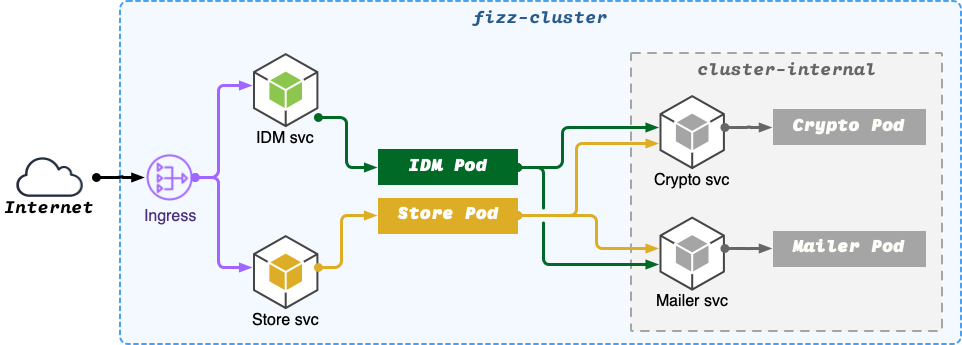 fizz-cluster
cluster-internal
IDM svc
Crypto Pod
IDM Pod
Crypto svc
Internet
Ingress
Store Pod
Mailer Pod
Mailer svc
Store svc